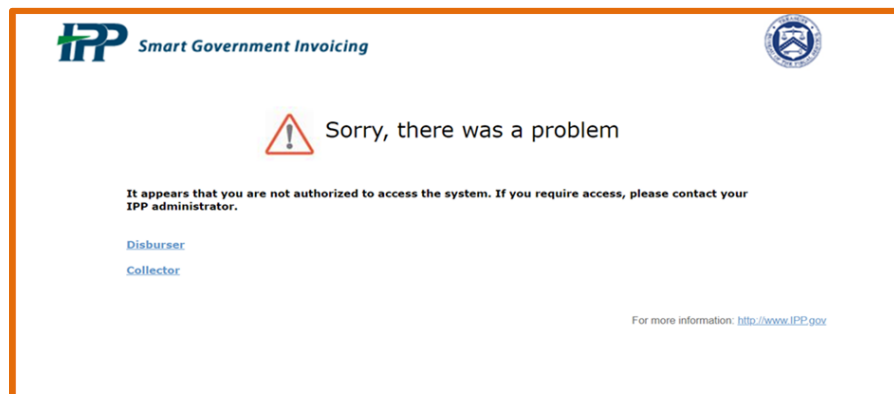 IPP Smart Government Invoicing
Sorry, there was a problem
It appears that you are not authorized to access the system. If you require access, please contact your
IPP administrator.
Disburser
Collector
For more information: http://www.IPP.gov